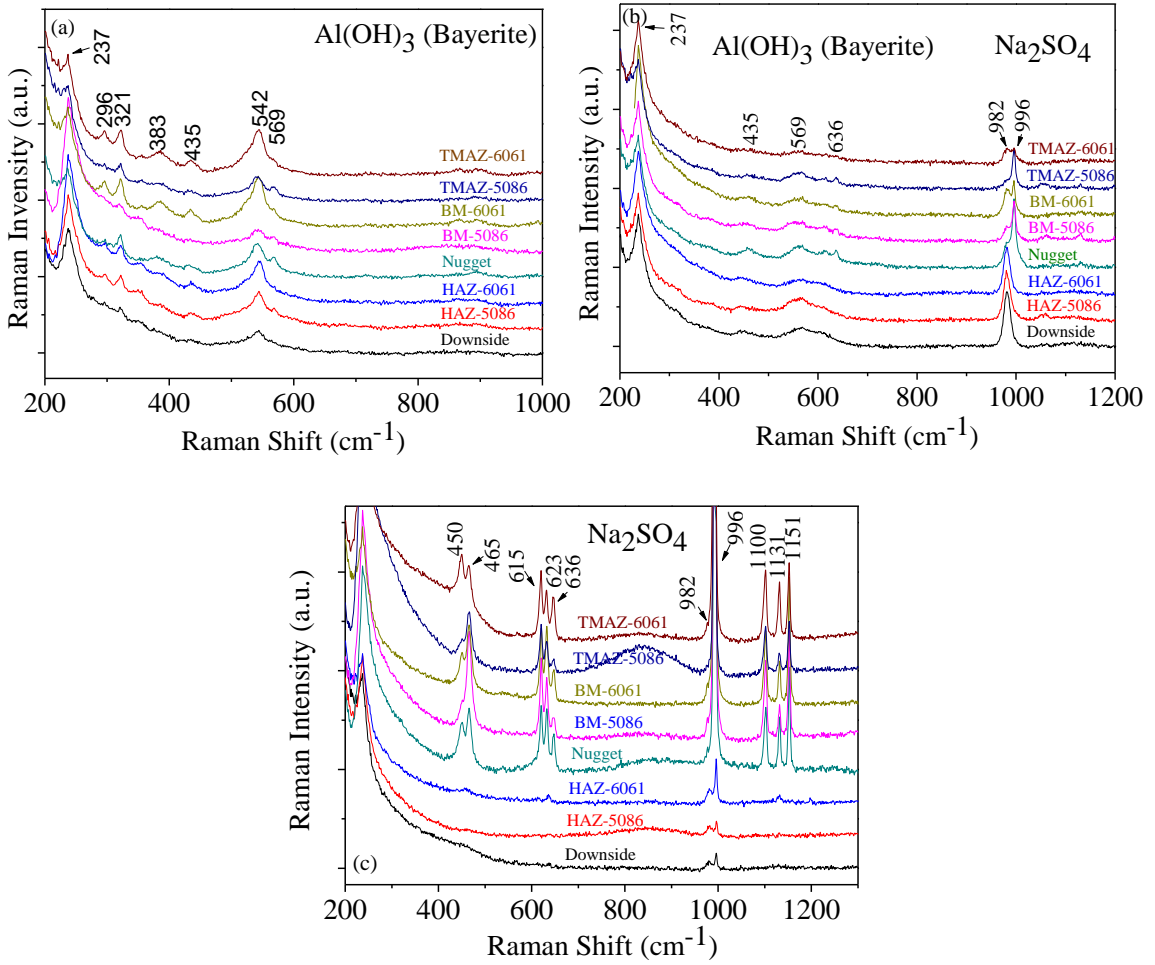 (a)
Al(OH)3 (Bayerite)
237
296
321
383
435
542
569
TMAZ-6061
TMAZ-5086
BM-6061
BM-5086
Nugget
HAZ-6061
HAZ-5086
Downside
200 400 600 800 1000
Raman Shift (cm-1)
Raman Invensity (a.u.)
(b)
237
Al(OH)3 (Bayerite)
Na2SO4
435
569
636
982
996
TMAZ-6061
TMAZ-5086
BM-6061
BM-5086
Nugget
HAZ-6061
HAZ-5086
Downside
200 400 600 800 1000 1200
Raman Shift (cm-1)
Raman Intensity (a.u.)
Na2SO4
450
465
615
623
636
982
996
1100
1131
1151
TMAZ-6061
TMAZ-5086
BM-6061
BM-5086
Nugget
HAZ-6061
HAZ-5086
Downside
(c)
200 400 600 800 1000 1200
Raman Shift (cm-1)
Raman Intensity (a.u.)